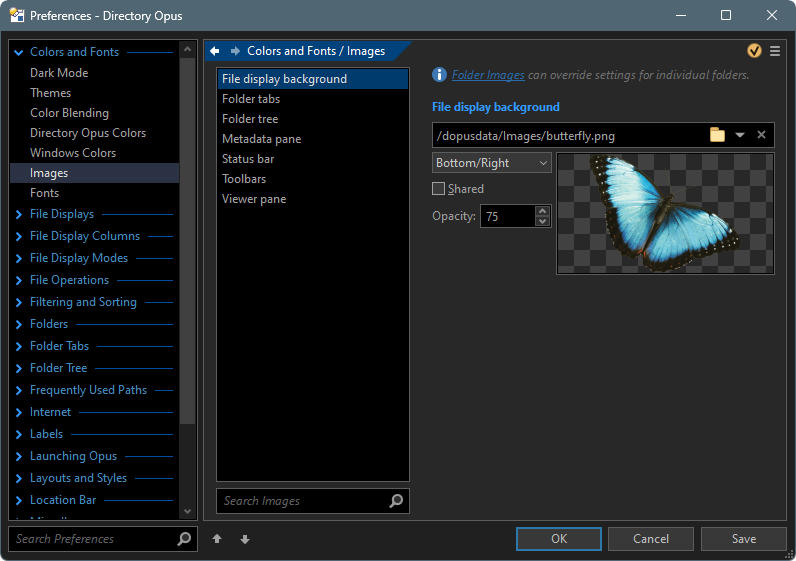 Preferences - Directory Opus
Colors and Fonts
Dark Mode
Themes
Color Blending
Directory Opus Colors
Windows Colors
Images
Fonts
File Displays
File Display Columns
File Display Modes
File Operations
Filtering and Sorting
Folders
Folder Tabs
Folder Tree
Frequently Used Paths
Internet
Labels
Launching Opus
Layouts and Styles
Location Bar
Search Preferences
Colors and Fonts / Images
File display background
Folder tabs
Folder tree
Metadata pane
Status bar
Toolbars
Viewer pane
Search Images
Folder Images can override settings for individual folders.
File display background
/dopusdata/Images/butterfly.png
Bottom/Right
Shared
Opacity: 75
OK Cancel Save